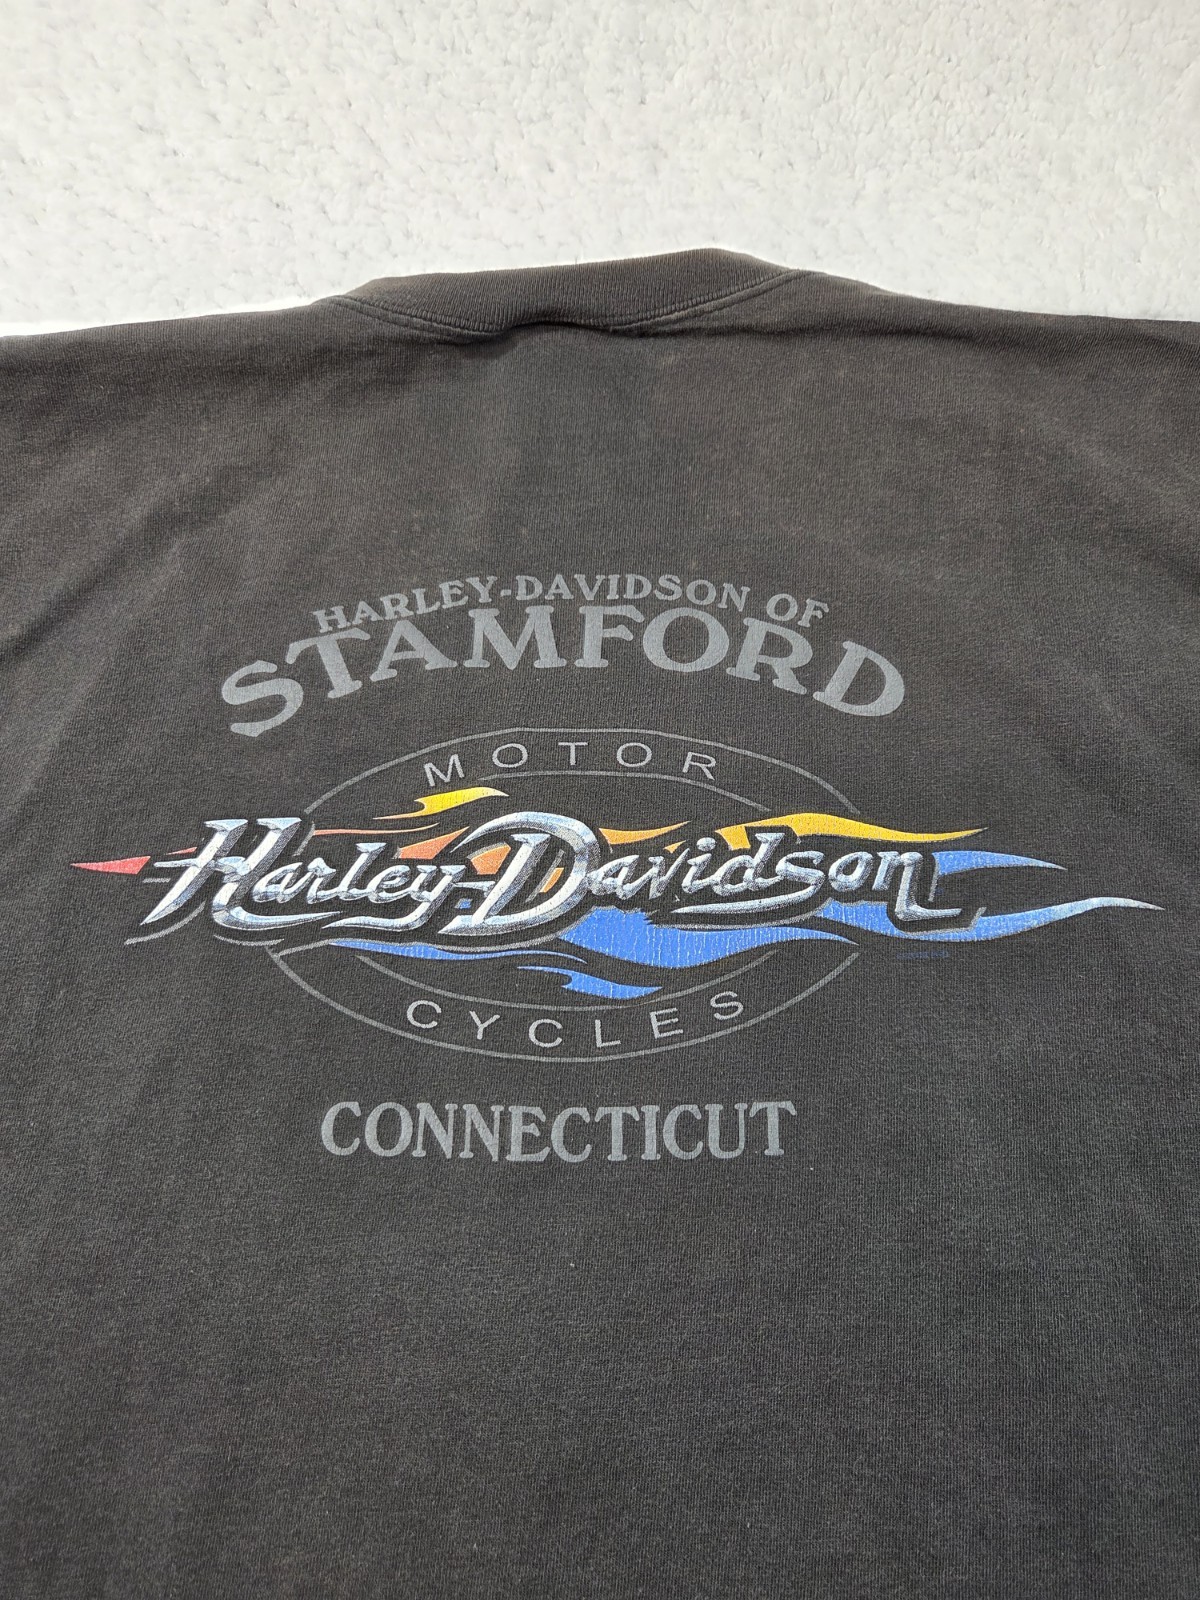 HARLEY-DAVIDSON OF
STAMFORD
MOTOR
Harley-Davidson
CYCLES
CONNECTICUT